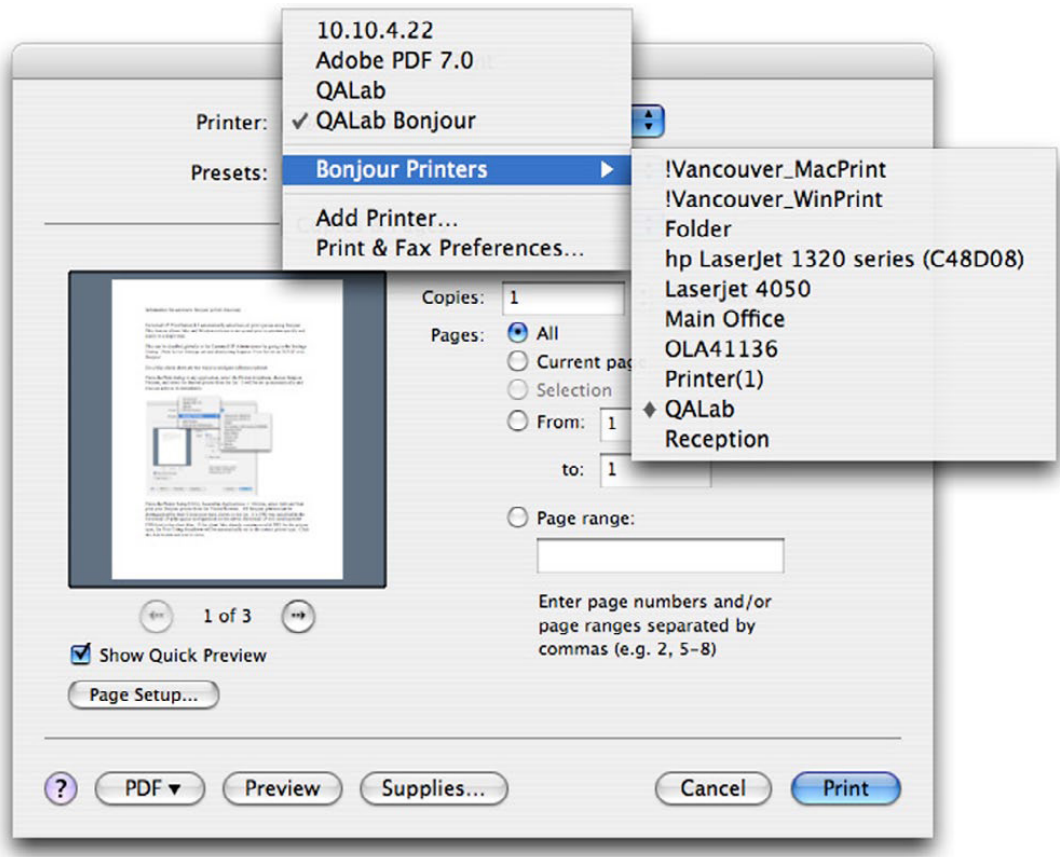 10.10.4.22
Adobe PDF 7.0
QALab
Printer: ✓ QALab Bonjour
Presets: Bonjour Printers
Add Printer...
Print & Fax Preferences...
!Vancouver_MacPrint
!Vancouver_WinPrint
Folder
hp LaserJet 1320 series (C48D08)
Laserjet 4050
Main Office
OLA41136
Printer(1)
QALab
Reception
Copies: 1
Pages: All
Current page
Selection
From: 1
to: 1
Page range:
Enter page numbers and/or
page ranges separated by
commas (e.g. 2, 5-8)
1 of 3
Show Quick Preview
Page Setup...
? PDF Preview Supplies... Cancel Print